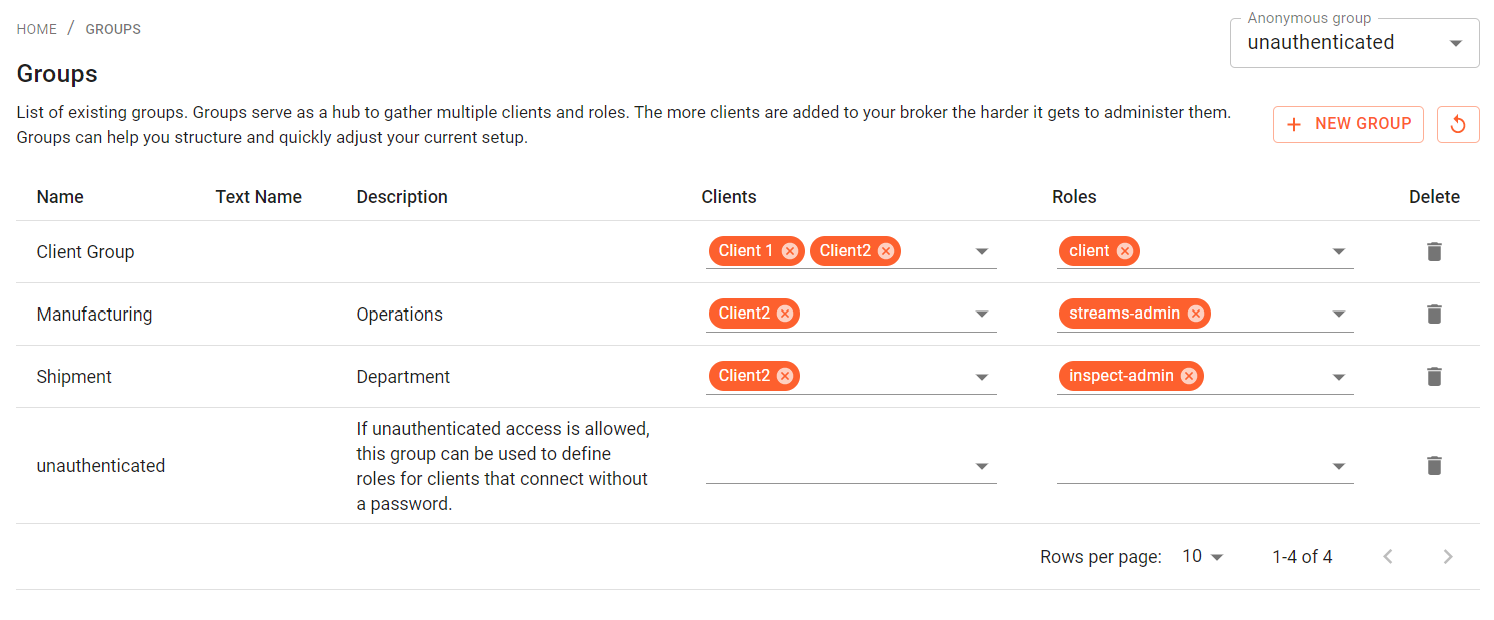 HOME / GROUPS
Anonymous group
unauthenticated
Groups
List of existing groups. Groups serve as a hub to gather multiple clients and roles. The more clients are added to your broker the harder it gets to administer them.
Groups can help you structure and quickly adjust your current setup.
+ NEW GROUP
Name Text Name Description Clients Roles Delete
Client Group Client 1 Client2 client
Manufacturing Operations Client2 streams-admin
Shipment Department Client2 inspect-admin
unauthenticated
If unauthenticated access is allowed,
this group can be used to define
roles for clients that connect without
a password.
Rows per page: 10 1-4 of 4